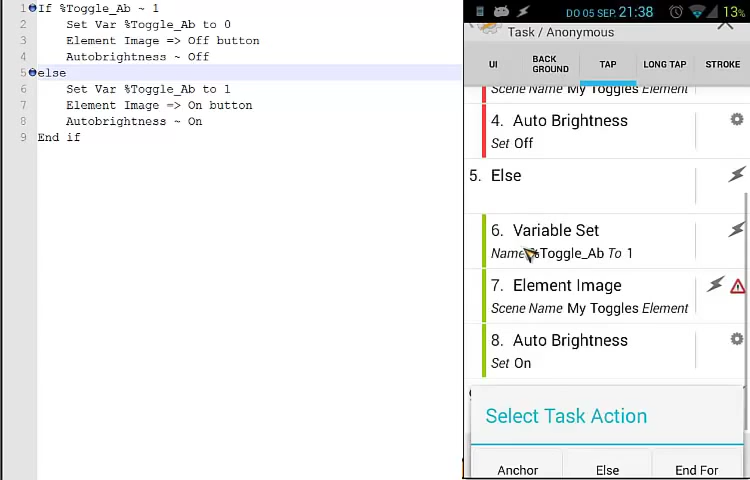 1 If %Toggle_Ab ~ 1
2 Set Var %Toggle_Ab to 0
3 Element Image => Off button
4 Autobrightness ~ Off
5 else
6 Set Var %Toggle_Ab to 1
7 Element Image => On button
8 Autobrightness ~ On
9 End if
DO 05 SEP. 21:38 13%
Task / Anonymous
UI BACK GROUND TAP LONG TAP STROKE
Scene Name My Toggles Element
4. Auto Brightness
Set Off
5. Else
6. Variable Set
Name %Toggle_Ab To 1
7. Element Image
Scene Name My Toggles Element
8. Auto Brightness
Set On
Select Task Action
Anchor Else End For